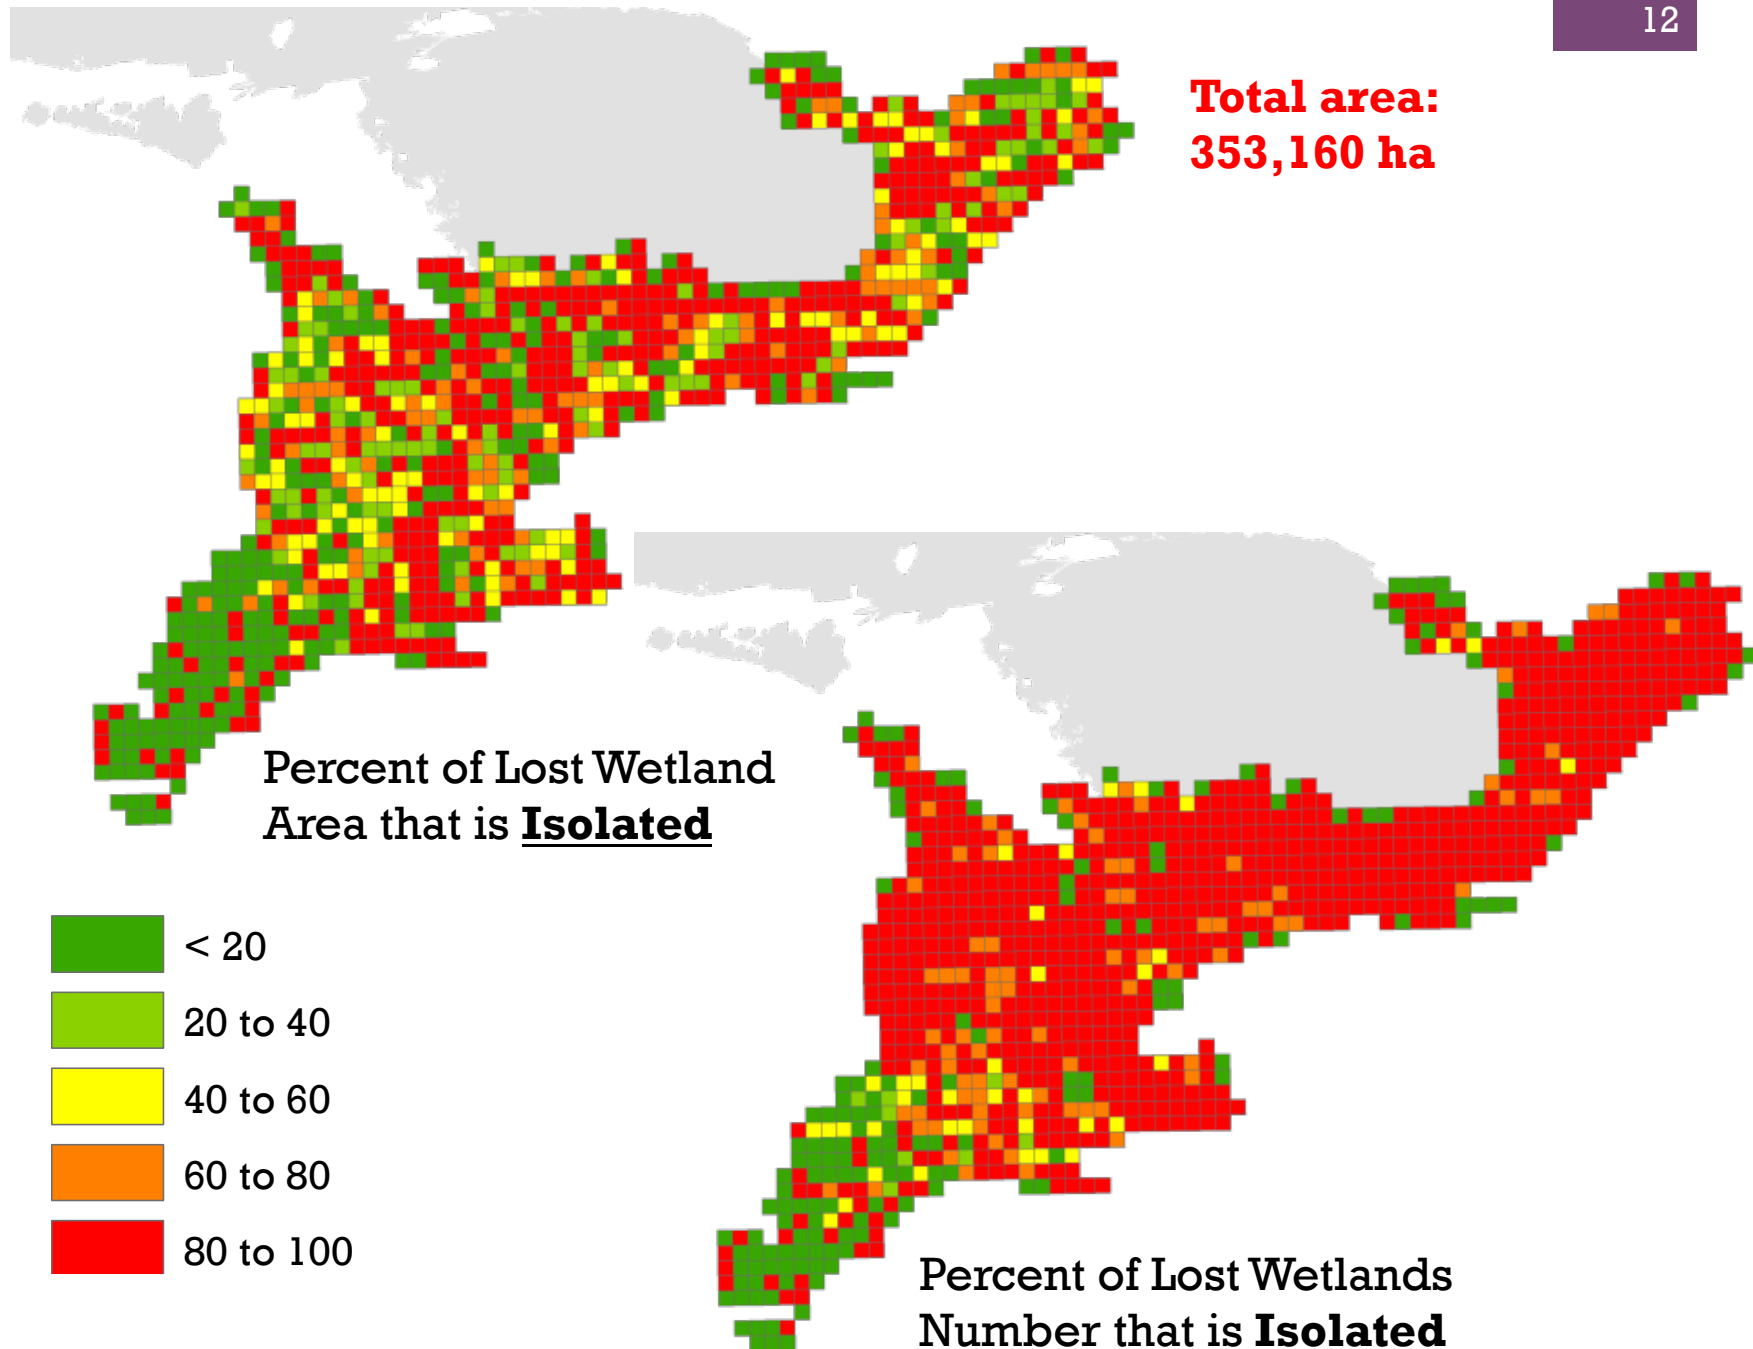 12
Total area:
353,160 ha
Percent of Lost Wetland
Area that is Isolated
< 20
20 to 40
40 to 60
60 to 80
80 to 100
Percent of Lost Wetlands
Number that is Isolated